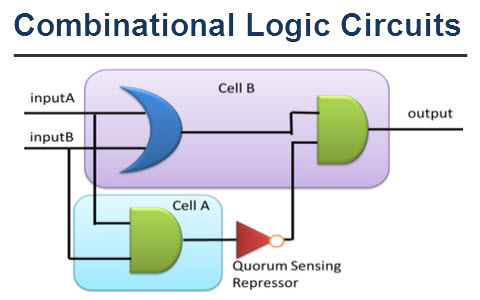 Combinational Logic Circuits
Cell B
inputA
output
inputB
Cell A
Quorum Sensing
Repressor